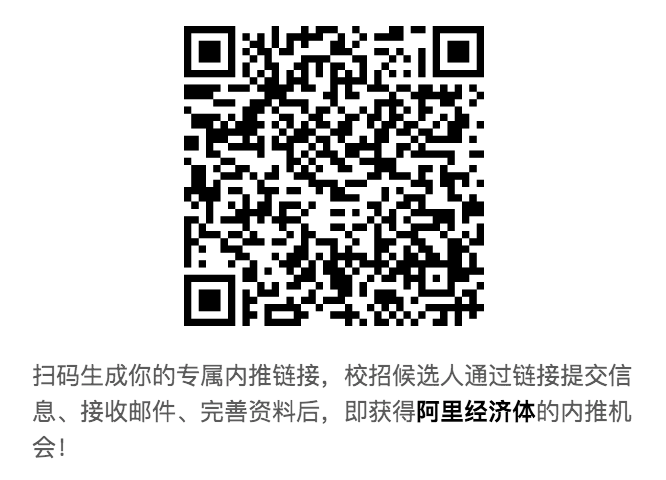 扫码生成你的专属内推链接，校招候选人通过链接提交信
息、接收邮件、完善资料后，即获得阿里经济体的内推机
会！